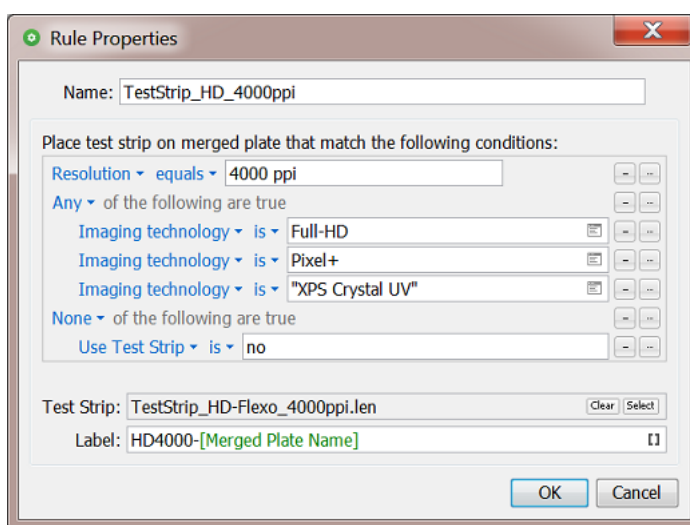 Rule Properties
Name: TestStrip_HD_4000ppi
Place test strip on merged plate that match the following conditions:
Resolution equals 4000 ppi
Any of the following are true
Imaging technology is Full-HD
Imaging technology is Pixel+
Imaging technology is "XPS Crystal UV"
None of the following are true
Use Test Strip is no
Test Strip: TestStrip_HD-Flexo_4000ppi.len Clear Select
Label: HD4000-[Merged Plate Name] []
OK Cancel